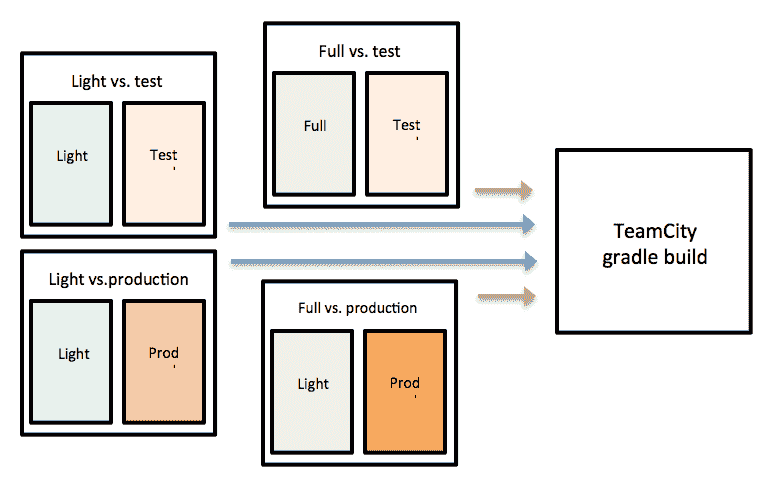 Light vs. test
Light
Test
Full vs. test
Full
Test
Light vs.production
Light
Prod
Full vs. production
Light
Prod
TeamCity
gradle build